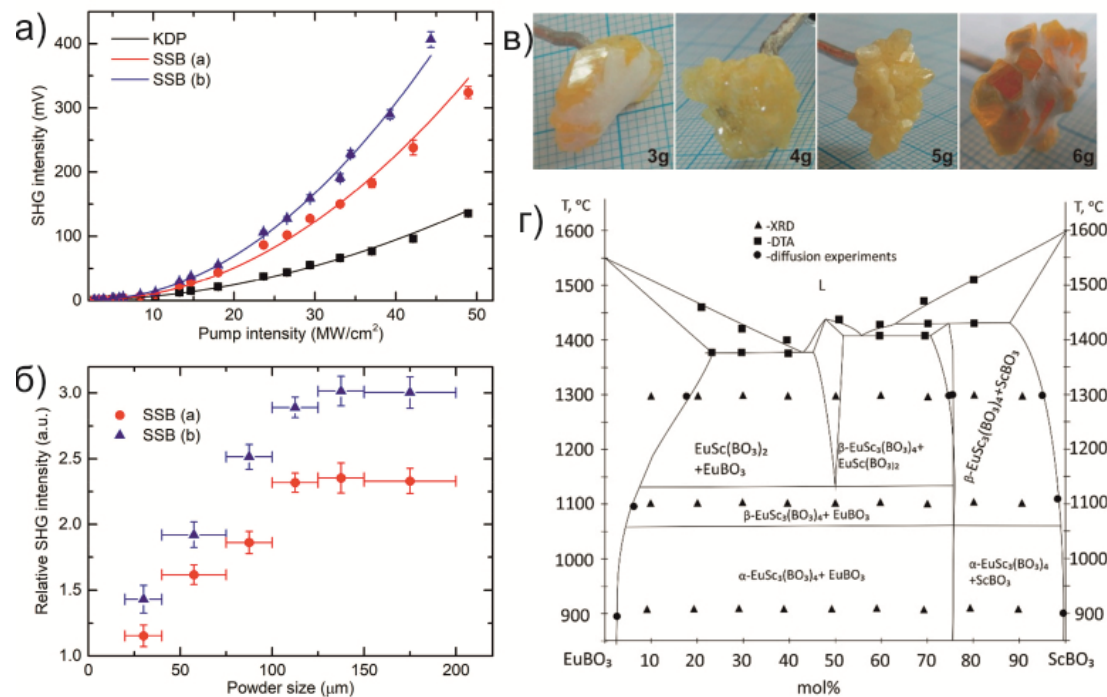 а)
KDP
SSB (a)
SSB (b)
SHG intensity (mV)
400
300
200
100
0
0 10 20 30 40 50
Pump intensity (MW/cm²)
б)
SSB (a)
SSB (b)
Relative SHG intensity (a.u.)
3.0
2.5
2.0
1.5
1.0
0 50 100 150 200
Powder size (µm)
в)
3g
4g
5g
6g
г)
T, °C
1600
1500
1400
1300
1200
1100
1000
900
-XRD
-DTA
-diffusion experiments
L
EuSc(BO₃)₂
+EuBO₃
β-EuSc₃(BO₃)₄+
EuSc(BO₃)₂
β-EuSc₃(BO₃)₄+ScBO₃
β-EuSc₃(BO₃)₄+ EuBO₃
α-EuSc₃(BO₃)₄+ EuBO₃
α-EuSc₃(BO₃)₄
+ScBO₃
T, °C
1600
1500
1400
1300
1200
1100
1000
900
EuBO₃ 10 20 30 40 50 60 70 80 90 ScBO₃
mol%